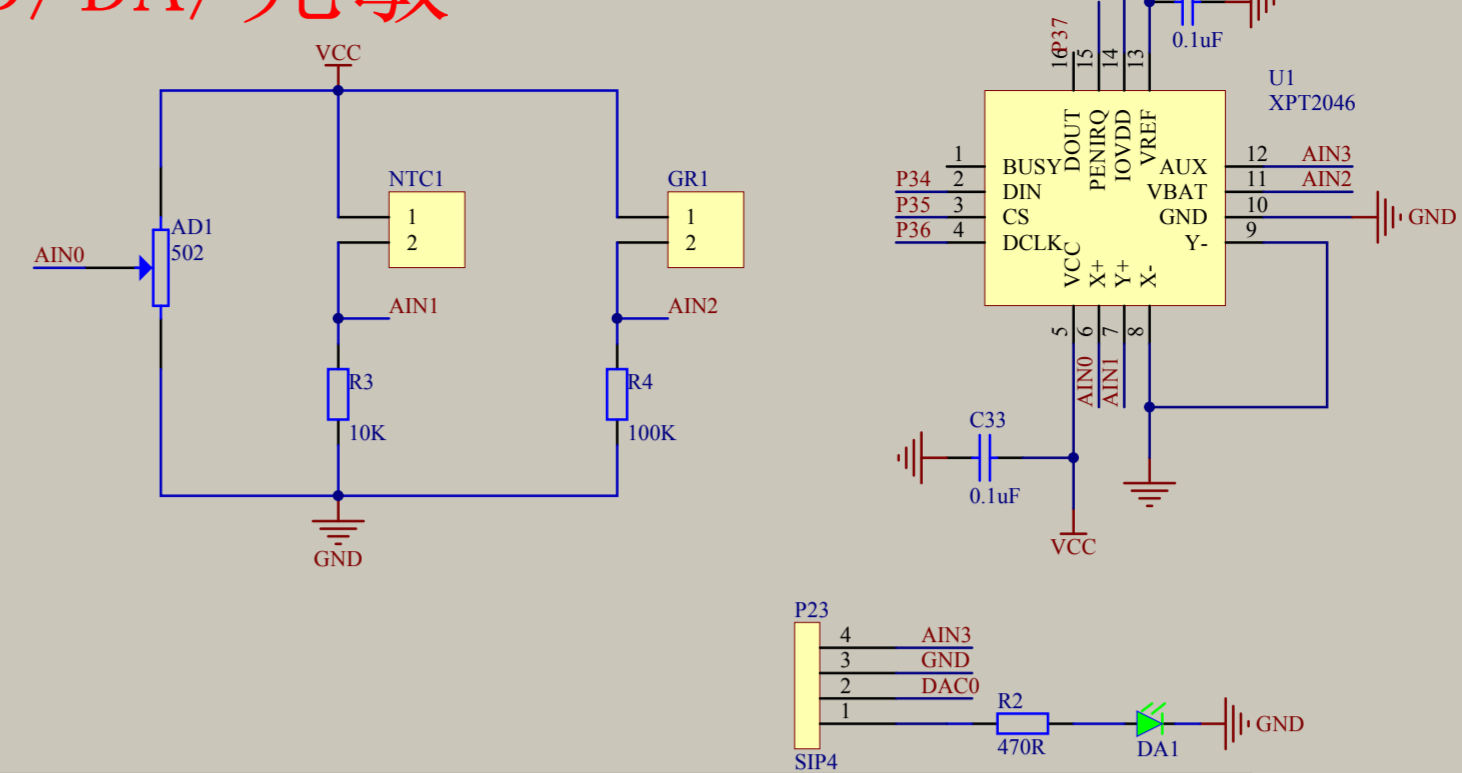 /DA/光敏
VCC
AD1
502
AIN0
NTC1
1
2
AIN1
R3
10K
GR1
1
2
AIN2
R4
100K
GND
0.1uF
U1
XPT2046
P37
16
15
14
13
DOUT
PENIRQ
IOVDD
VREF
1
BUSY
P34
2
DIN
P35
3
CS
P36
4
DCLK
AUX
12
AIN3
VBAT
11
AIN2
GND
10
GND
Y-
9
VCC
X+
Y+
X-
5
6
7
8
AIN0
AIN1
C33
0.1uF
VCC
P23
4
AIN3
3
GND
2
DAC0
1
SIP4
R2
470R
DA1
GND